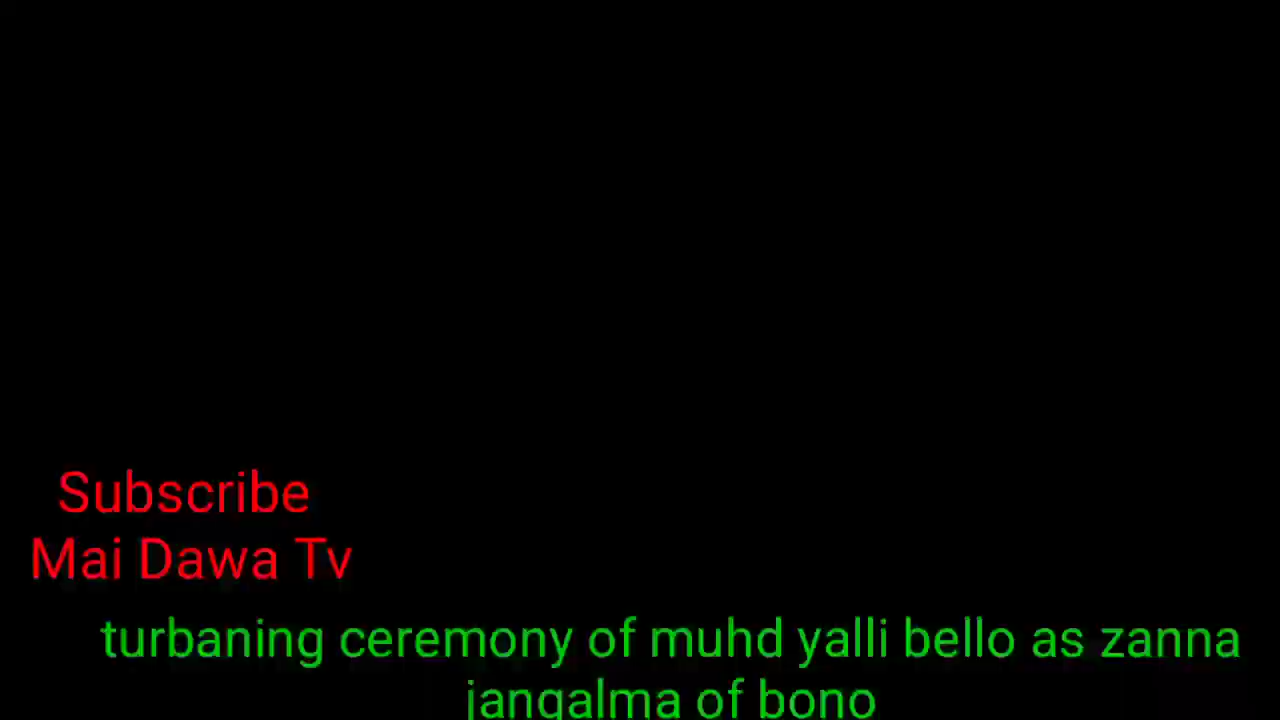 Subscribe
Mai Dawa Tv
turbaning ceremony of muhd yalli bello as zanna
jangalma of bono